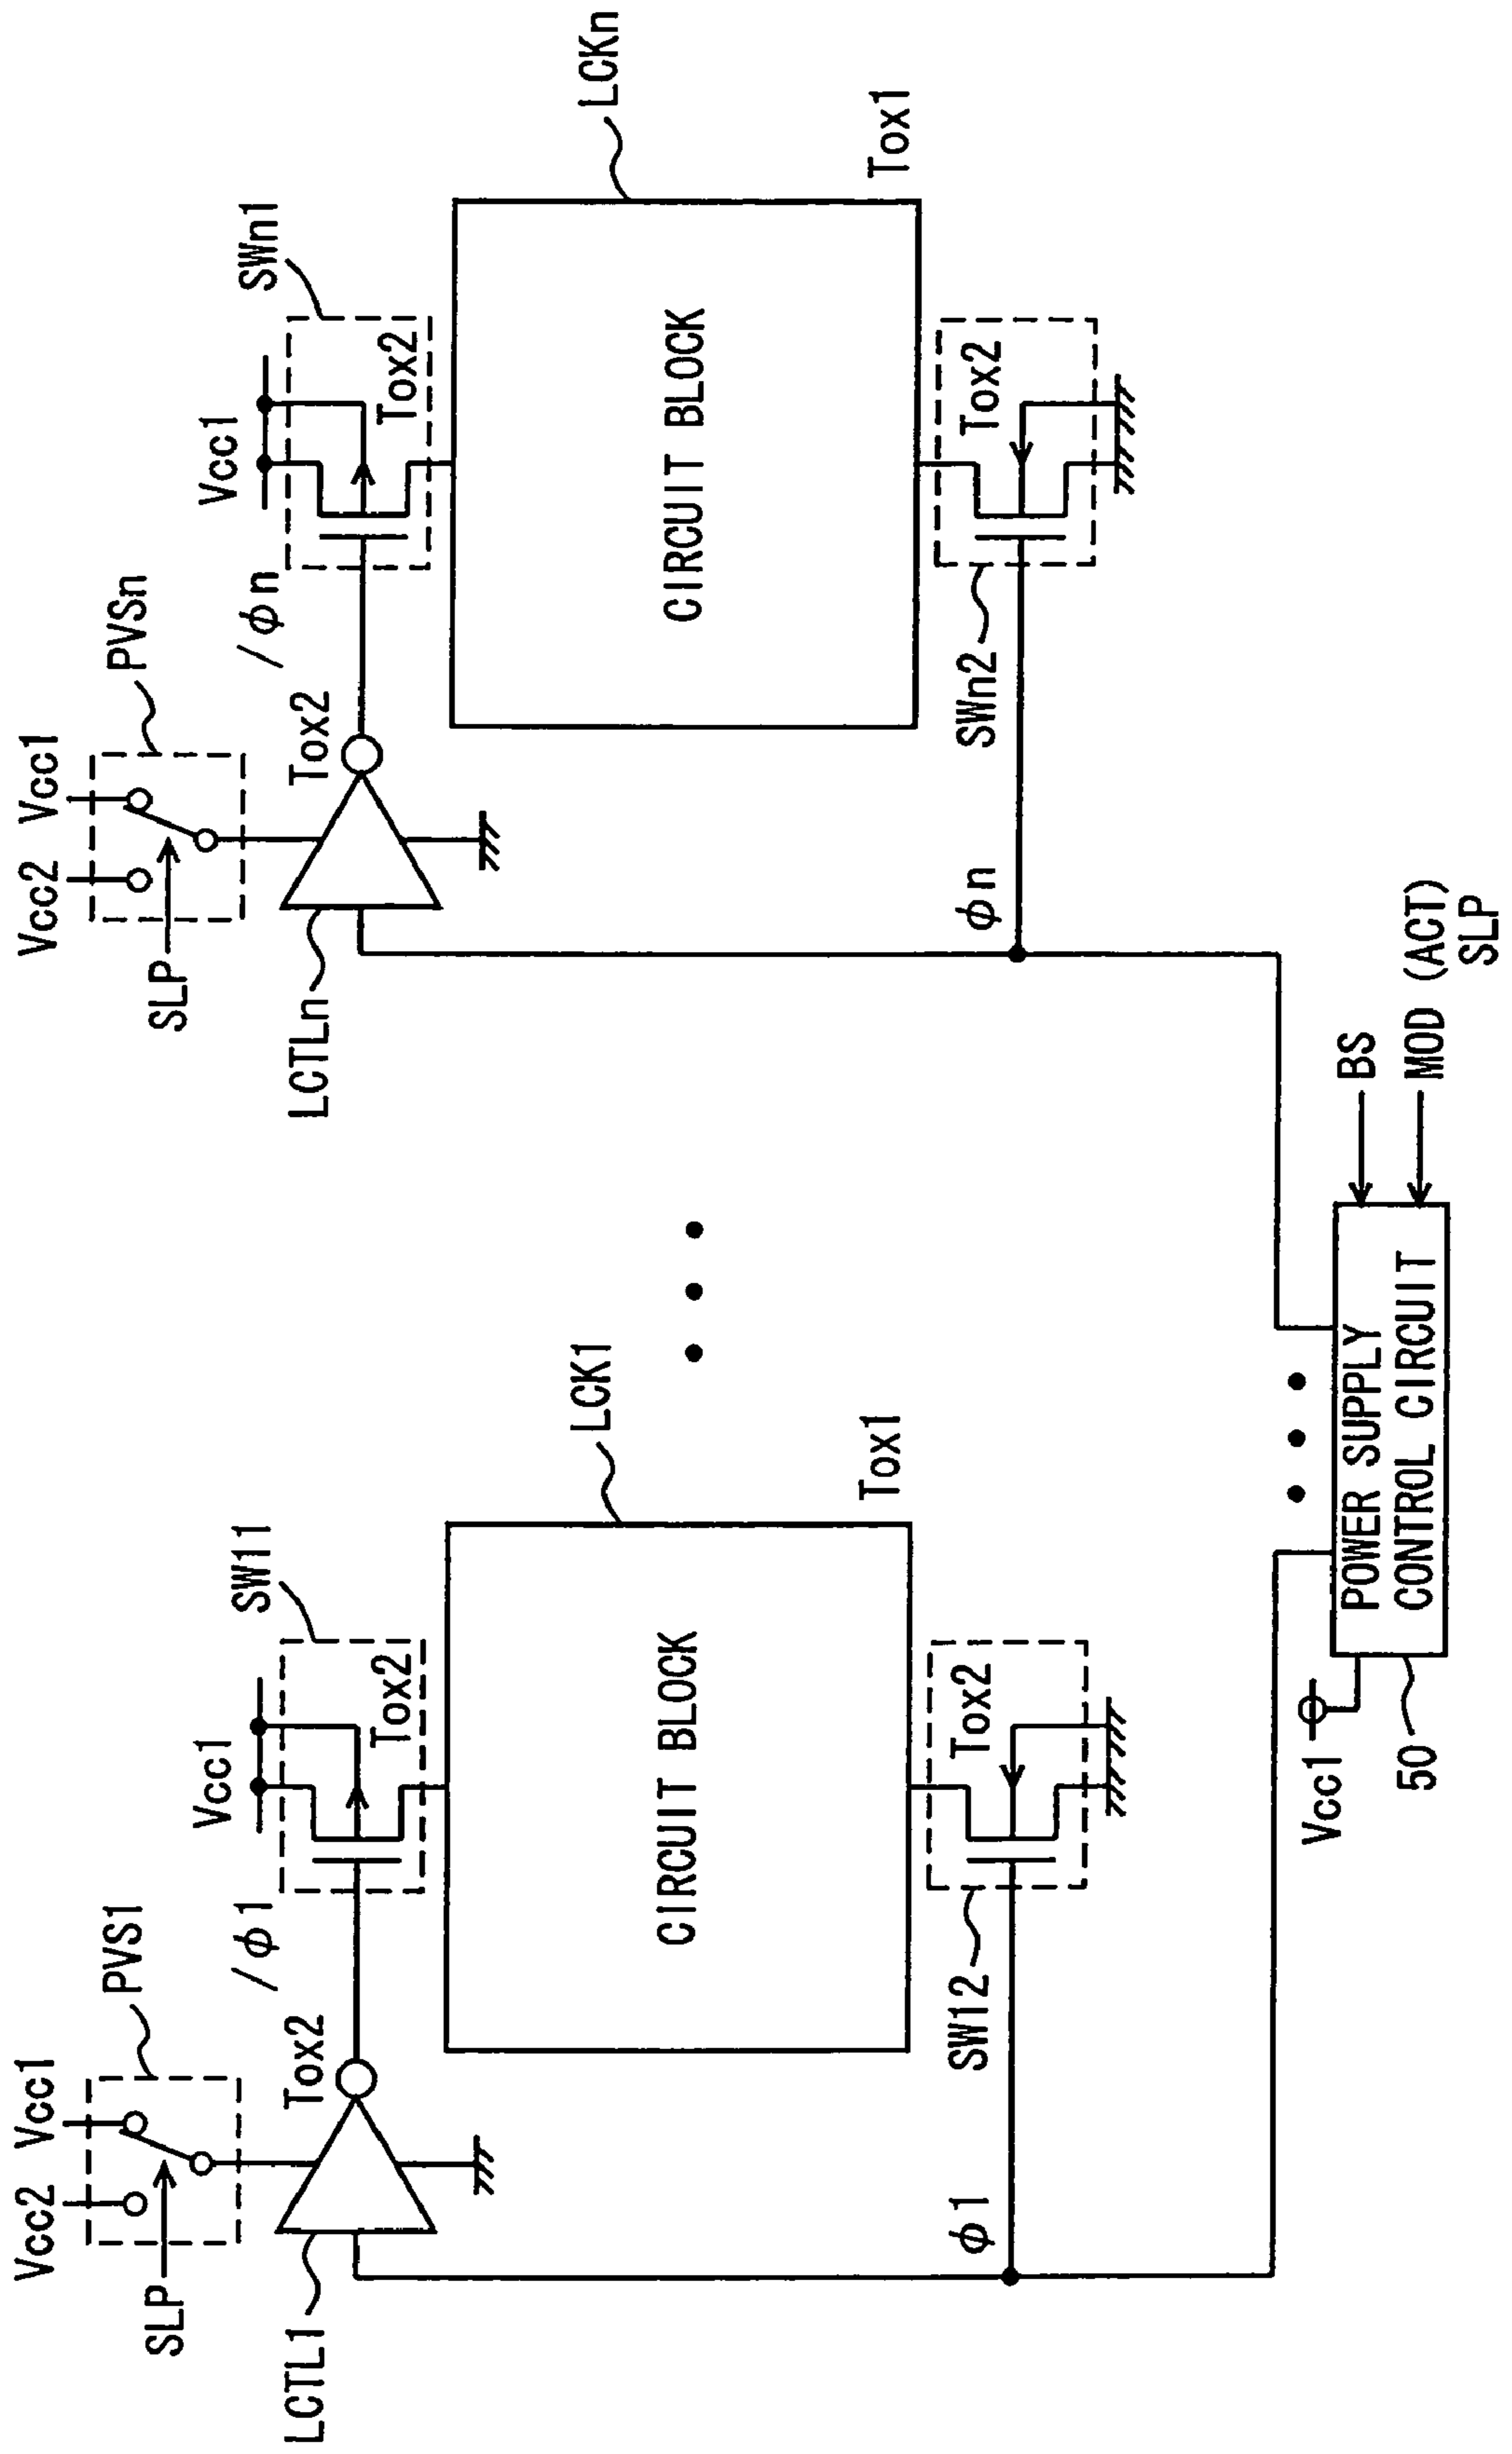 Vcc2 Vcc1
PVS1
SLP
LCTL1
Tox2
/φ1
Vcc1
SW11
Tox2
CIRCUIT BLOCK
LCK1
Tox1
φ1
SW12
Tox2
Vcc2 Vcc1
PVSn
SLP
LCTLn
Tox2
/φn
Vcc1
SWn1
Tox2
CIRCUIT BLOCK
LCKn
Tox1
φn
SWn2
Tox2
Vcc1
50
POWER SUPPLY
CONTROL CIRCUIT
BS
MOD (ACT)
SLP